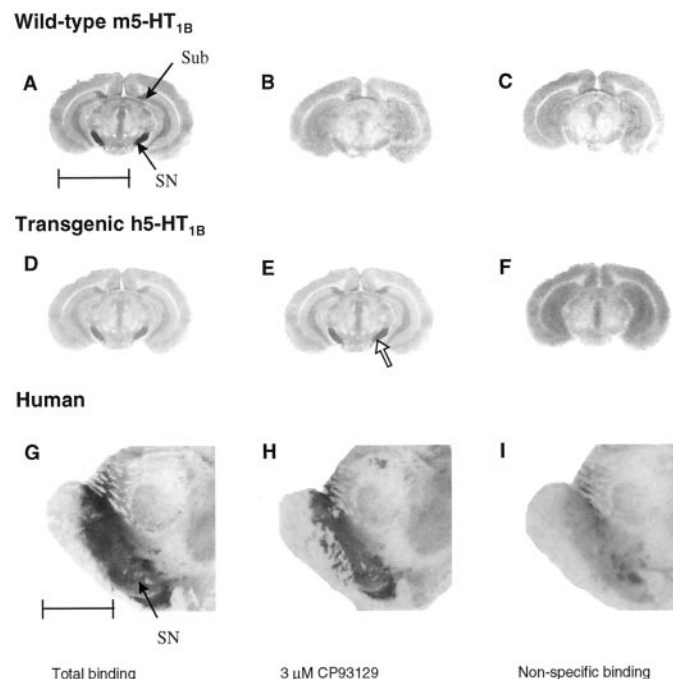 Wild-type m5-HT1B
A
Sub
B
C
SN
Transgenic h5-HT1B
D
E
F
Human
G
H
I
SN
Total binding
3 μM CP93129
Non-specific binding